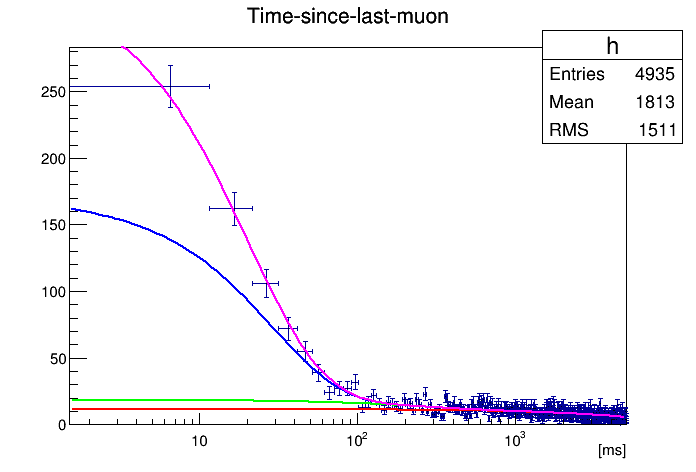 Time-since-last-muon
h
Entries 4935
Mean 1813
RMS 1511
250
200
150
100
50
0
10 10² 10³
[ms]